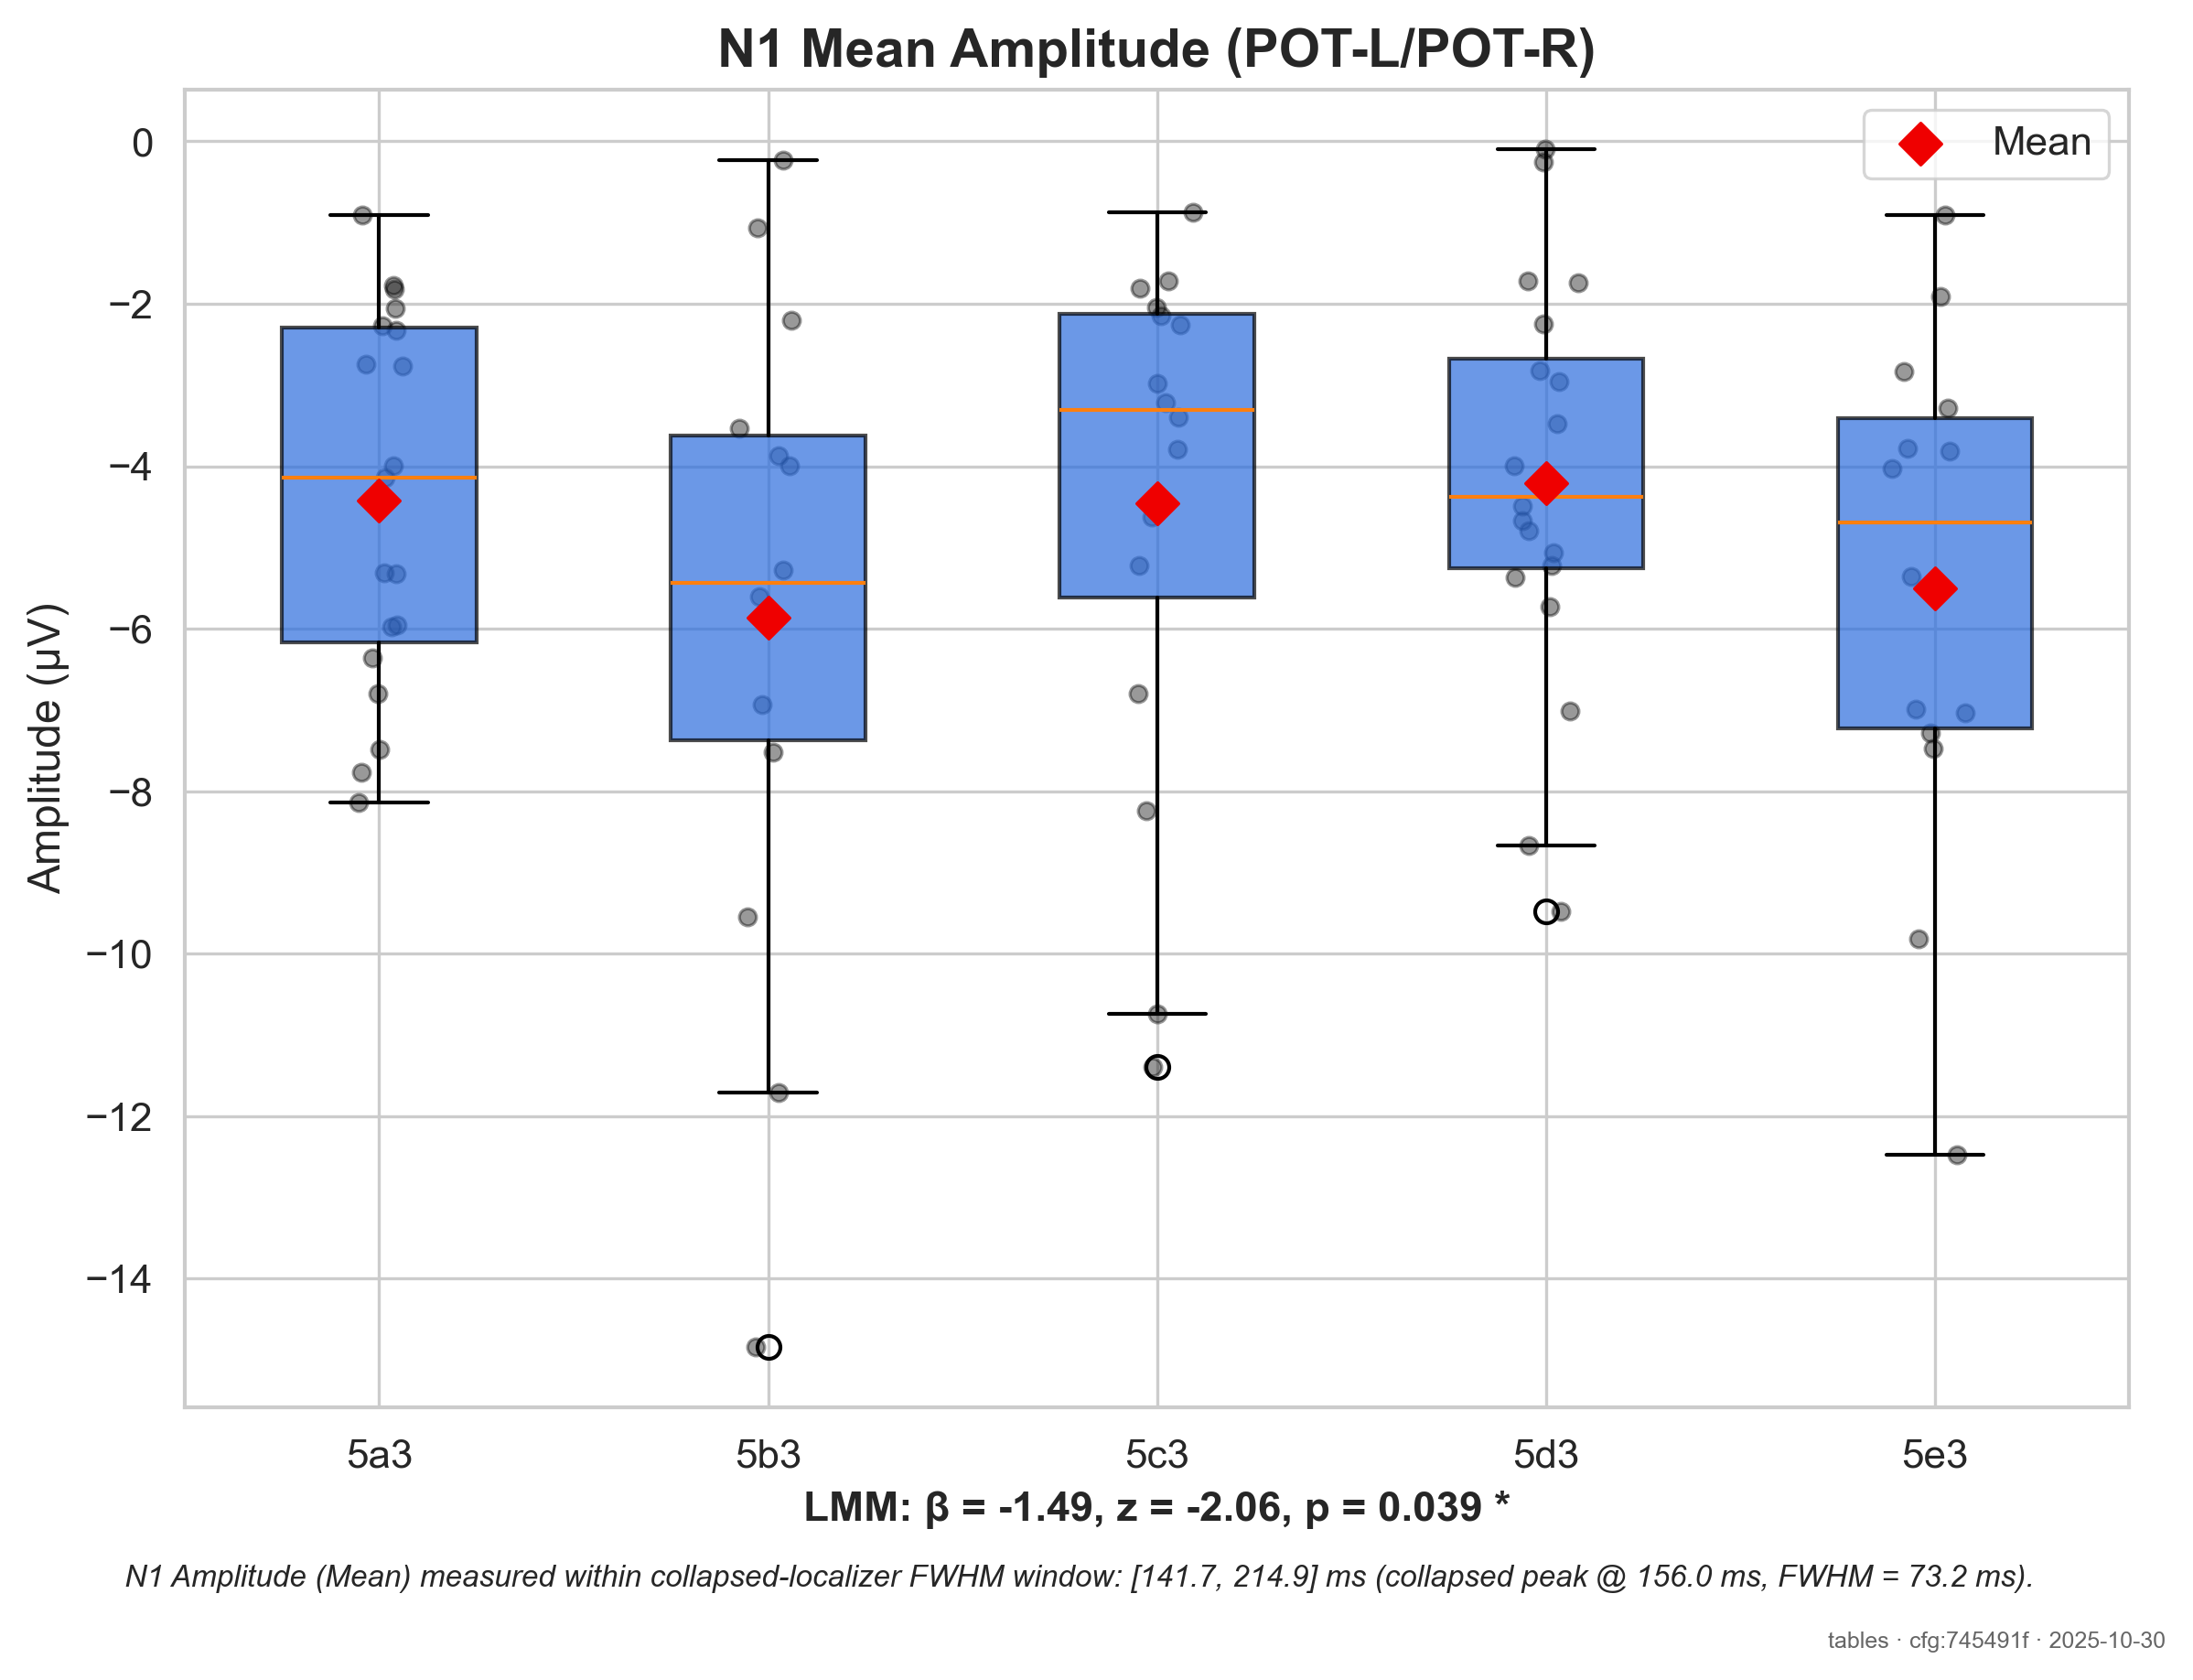 N1 Mean Amplitude (POT-L/POT-R)
Mean
0
−2
−4
−6
−8
−10
−12
−14
Amplitude (μV)
5a3 5b3 5c3 5d3 5e3
LMM: β = -1.49, z = -2.06, p = 0.039 *
N1 Amplitude (Mean) measured within collapsed-localizer FWHM window: [141.7, 214.9] ms (collapsed peak @ 156.0 ms, FWHM = 73.2 ms).
tables · cfg:745491f · 2025-10-30